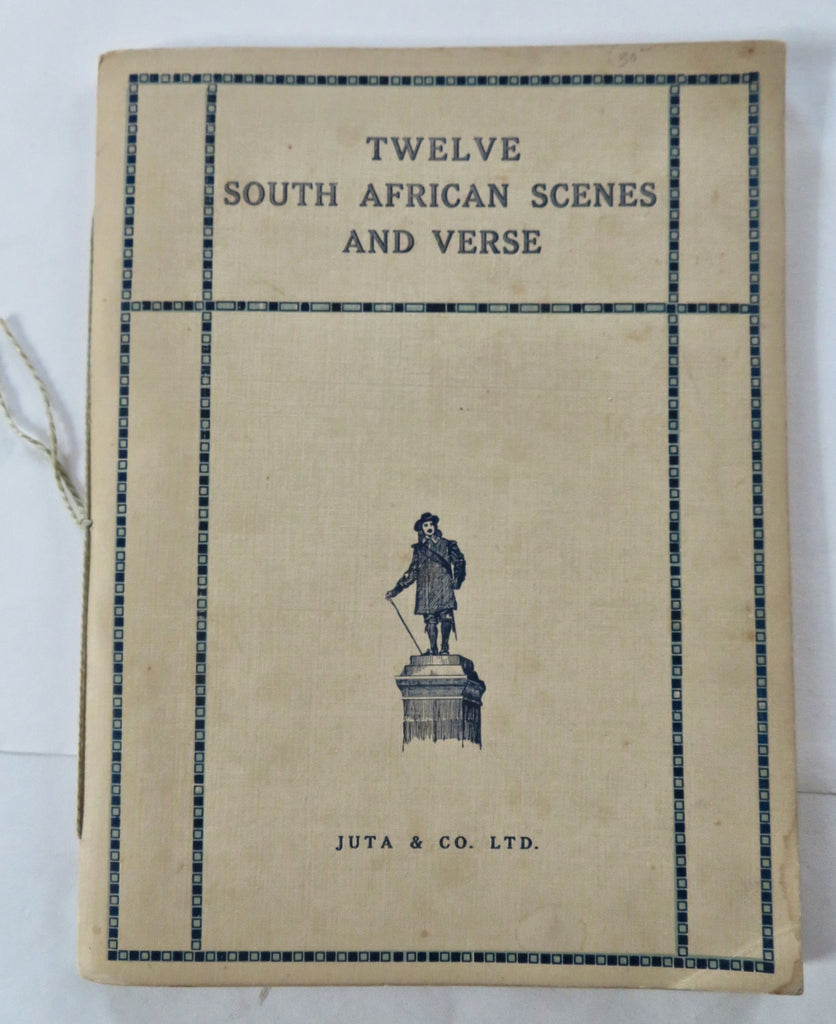 TWELVE
SOUTH AFRICAN SCENES
AND VERSE
JUTA & CO. LTD.